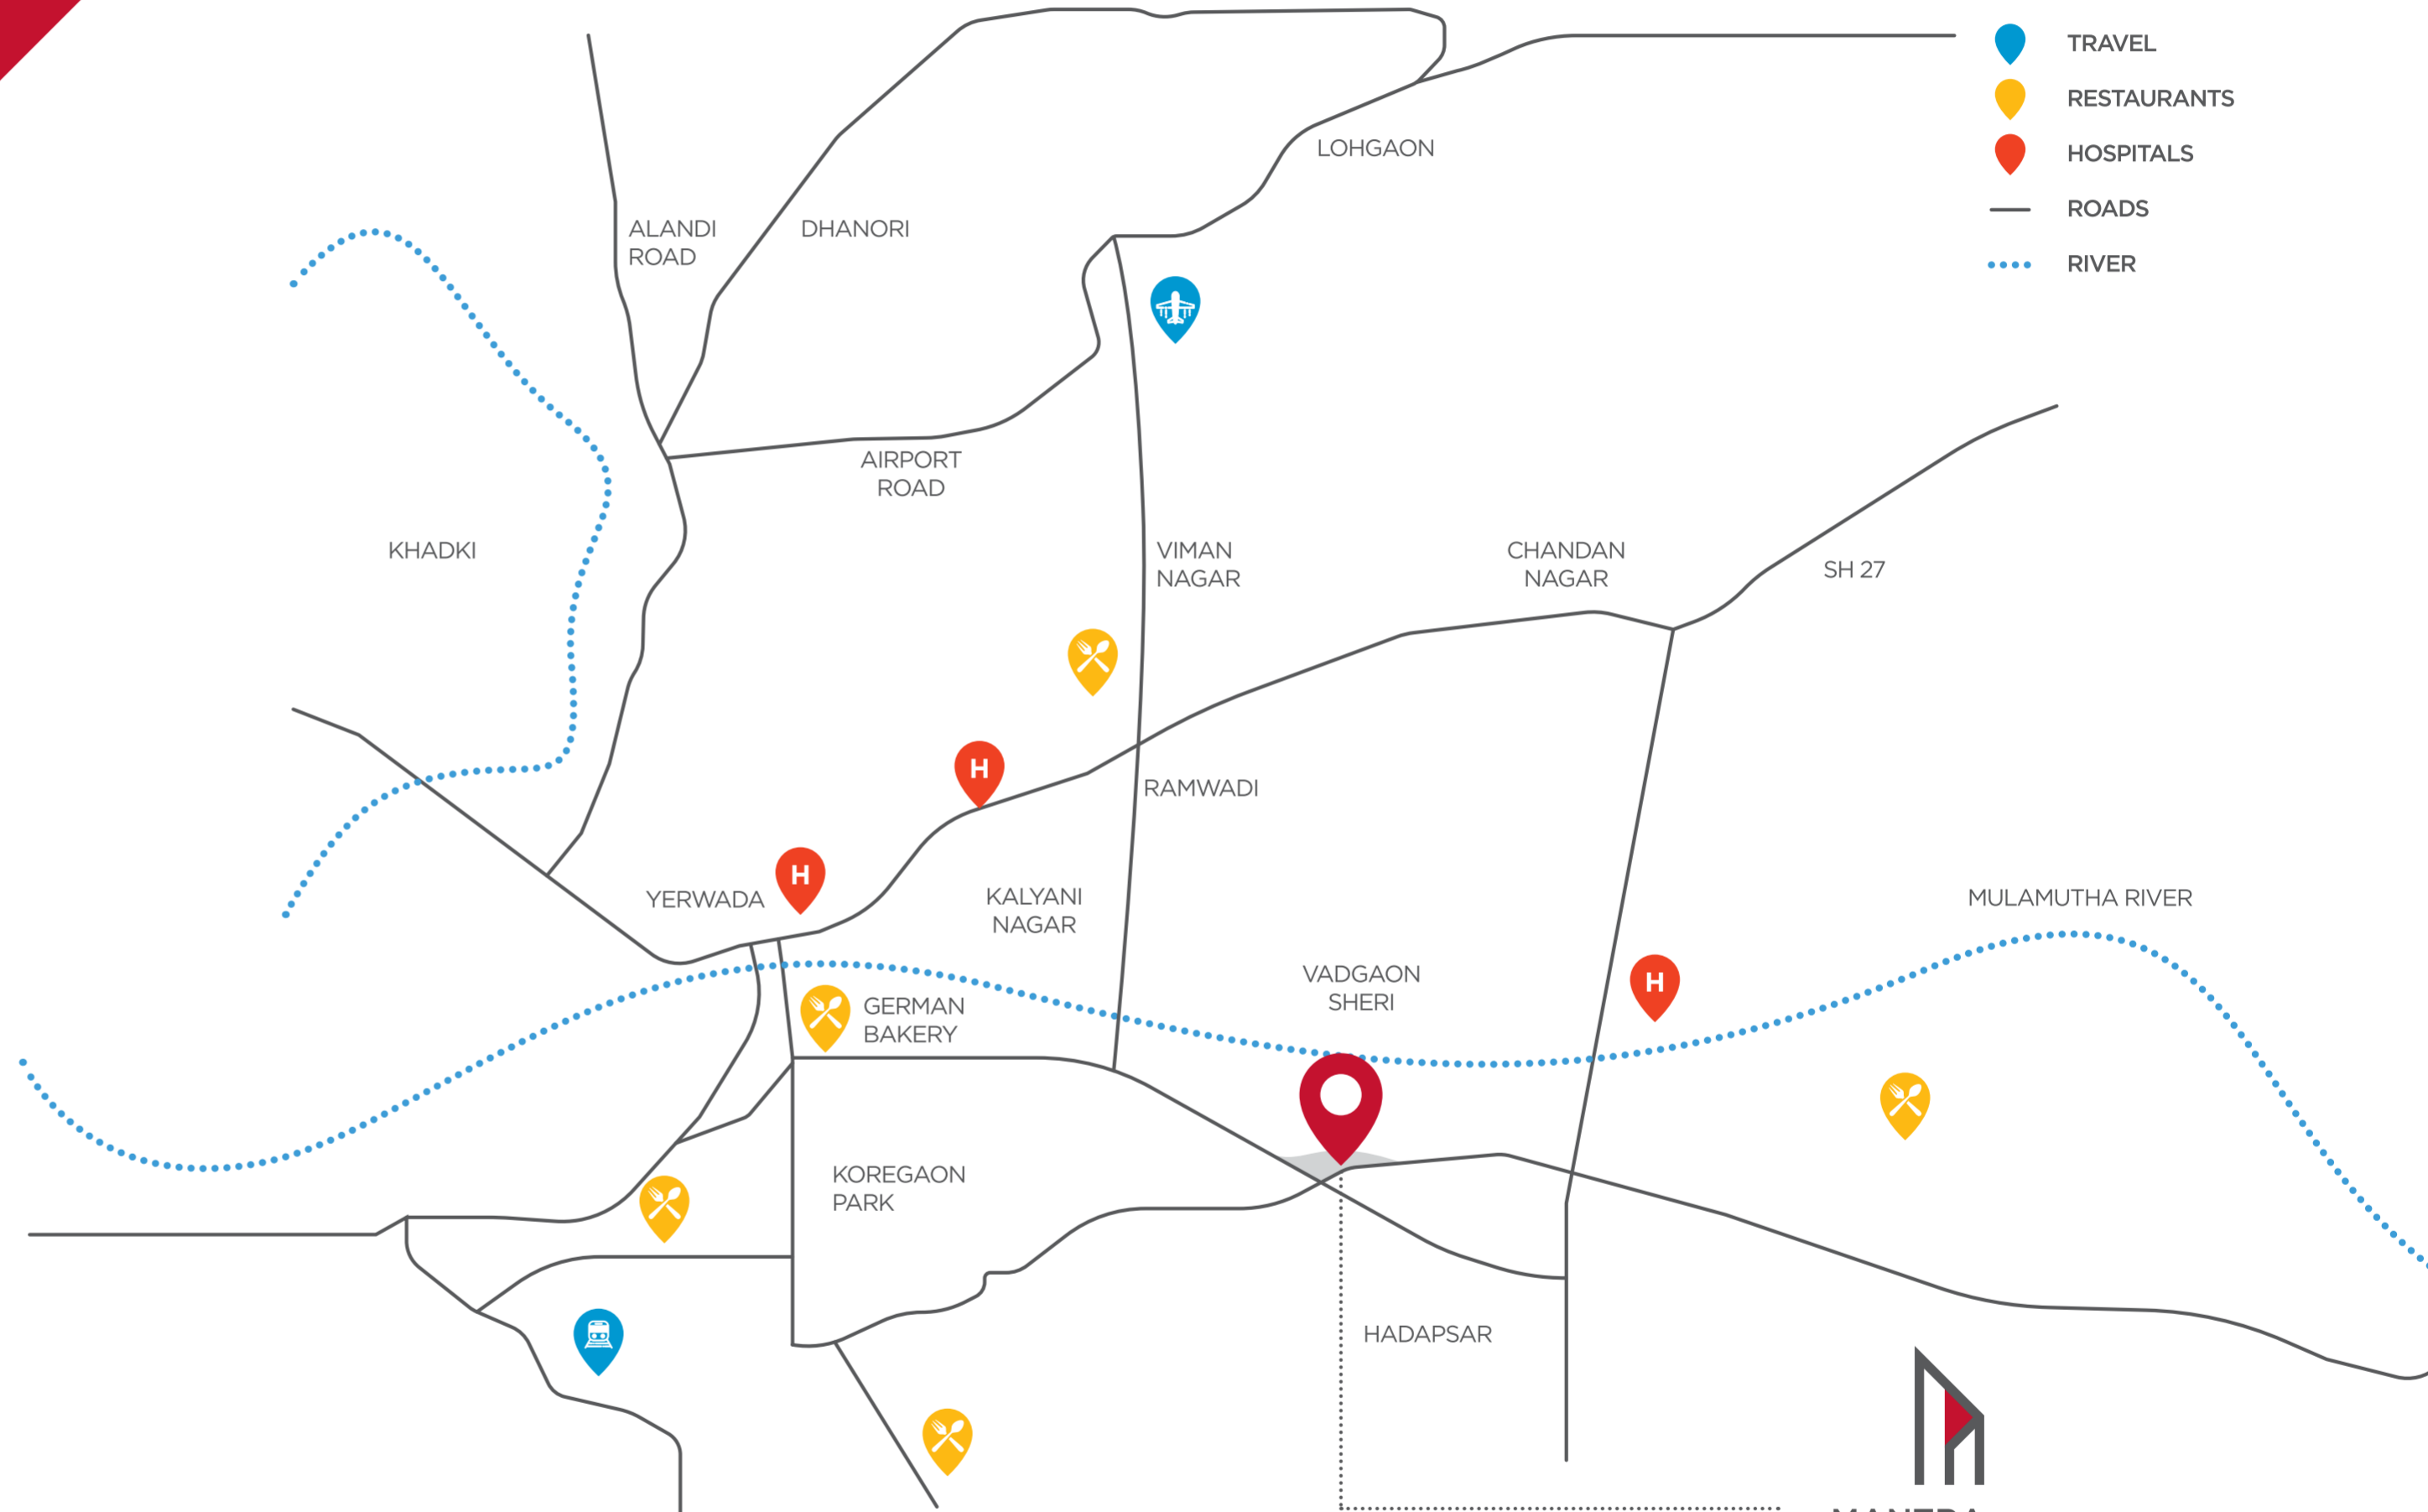 TRAVEL
RESTAURANTS
HOSPITALS
ROADS
RIVER
LOHGAON
ALANDI
ROAD
DHANORI
AIRPORT
ROAD
KHADKI
VIMAN
NAGAR
CHANDAN
NAGAR
SH 27
H
RAMWADI
H
YERWADA
KALYANI
NAGAR
MULAMUTHA RIVER
VADGAON
SHERI
H
GERMAN
BAKERY
KOREGAON
PARK
HADAPSAR